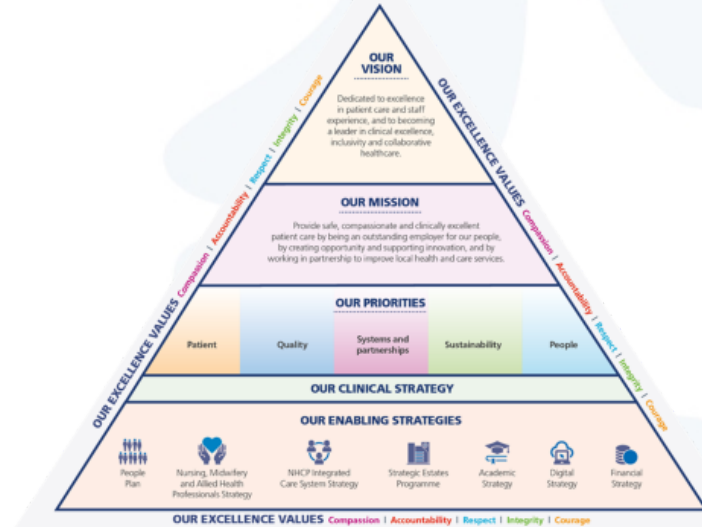 OUR
VISION
Dedicated to excellence
in patient care and staff
experience, and to becoming
a leader in clinical excellence,
inclusivity and collaborative
healthcare.
OUR MISSION
Provide safe, compassionate and clinically excellent
patient care by being an outstanding employer for our people,
by creating opportunity and supporting innovation, and by
working in partnership to improve local health and care services.
OUR PRIORITIES
Patient
Quality
Systems and
partnerships
Sustainability
People
OUR CLINICAL STRATEGY
OUR ENABLING STRATEGIES
People
Plan
Nursing, Midwifery
and Allied Health
Professionals Strategy
NHCP Integrated
Care System Strategy
Strategic Estates
Programme
Academic
Strategy
Digital
Strategy
Financial
Strategy
OUR EXCELLENCE VALUES Compassion | Accountability | Respect | Integrity | Courage
OUR EXCELLENCE VALUES Compassion | Accountability | Respect | Integrity | Courage
OUR EXCELLENCE VALUES Compassion | Accountability | Respect | Integrity | Courage